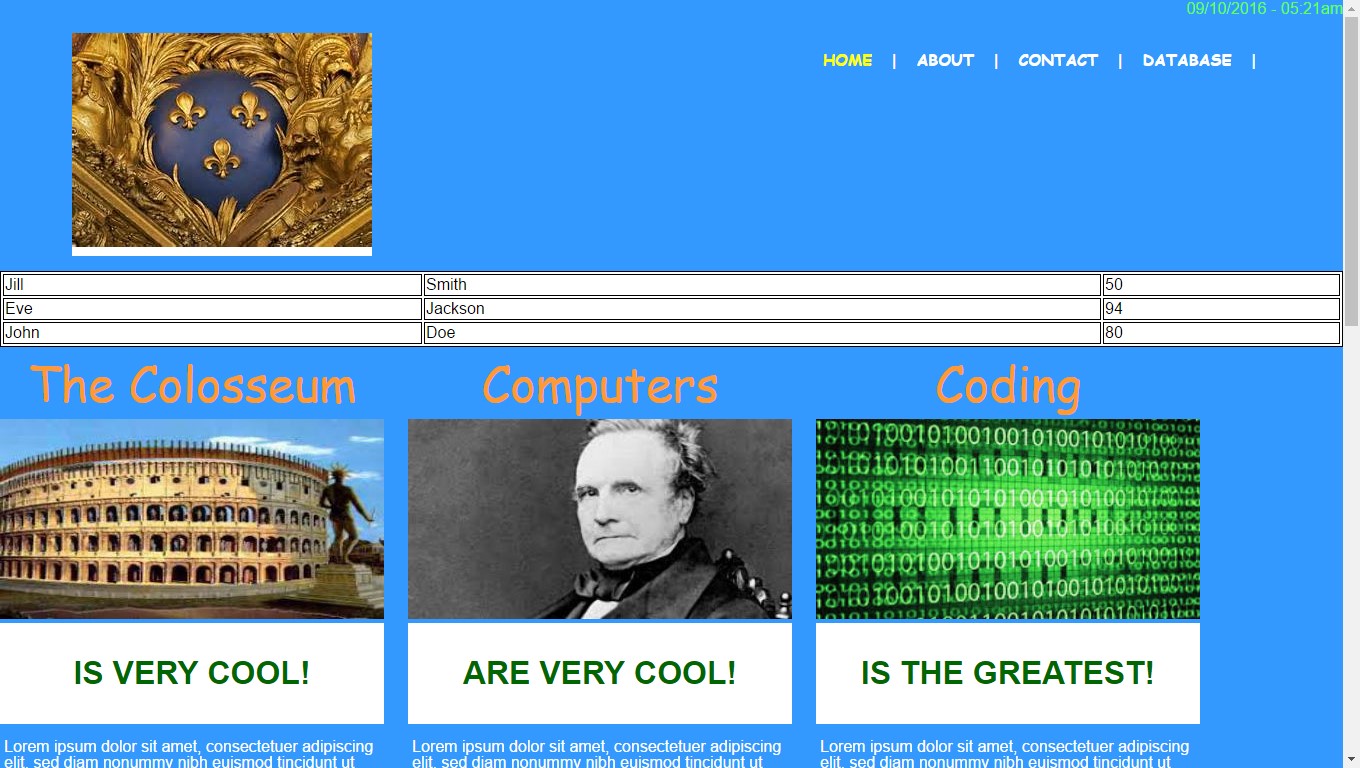 09/10/2016 - 05:21am
HOME | ABOUT | CONTACT | DATABASE |
Jill Smith 50
Eve Jackson 94
John Doe 80
The Colosseum
Computers
Coding
IS VERY COOL!
ARE VERY COOL!
IS THE GREATEST!
Lorem ipsum dolor sit amet, consectetuer adipiscing
elit, sed diam nonummy nibh euismod tincidunt ut
Lorem ipsum dolor sit amet, consectetuer adipiscing
elit, sed diam nonummy nibh euismod tincidunt ut
Lorem ipsum dolor sit amet, consectetuer adipiscing
elit, sed diam nonummy nibh euismod tincidunt ut